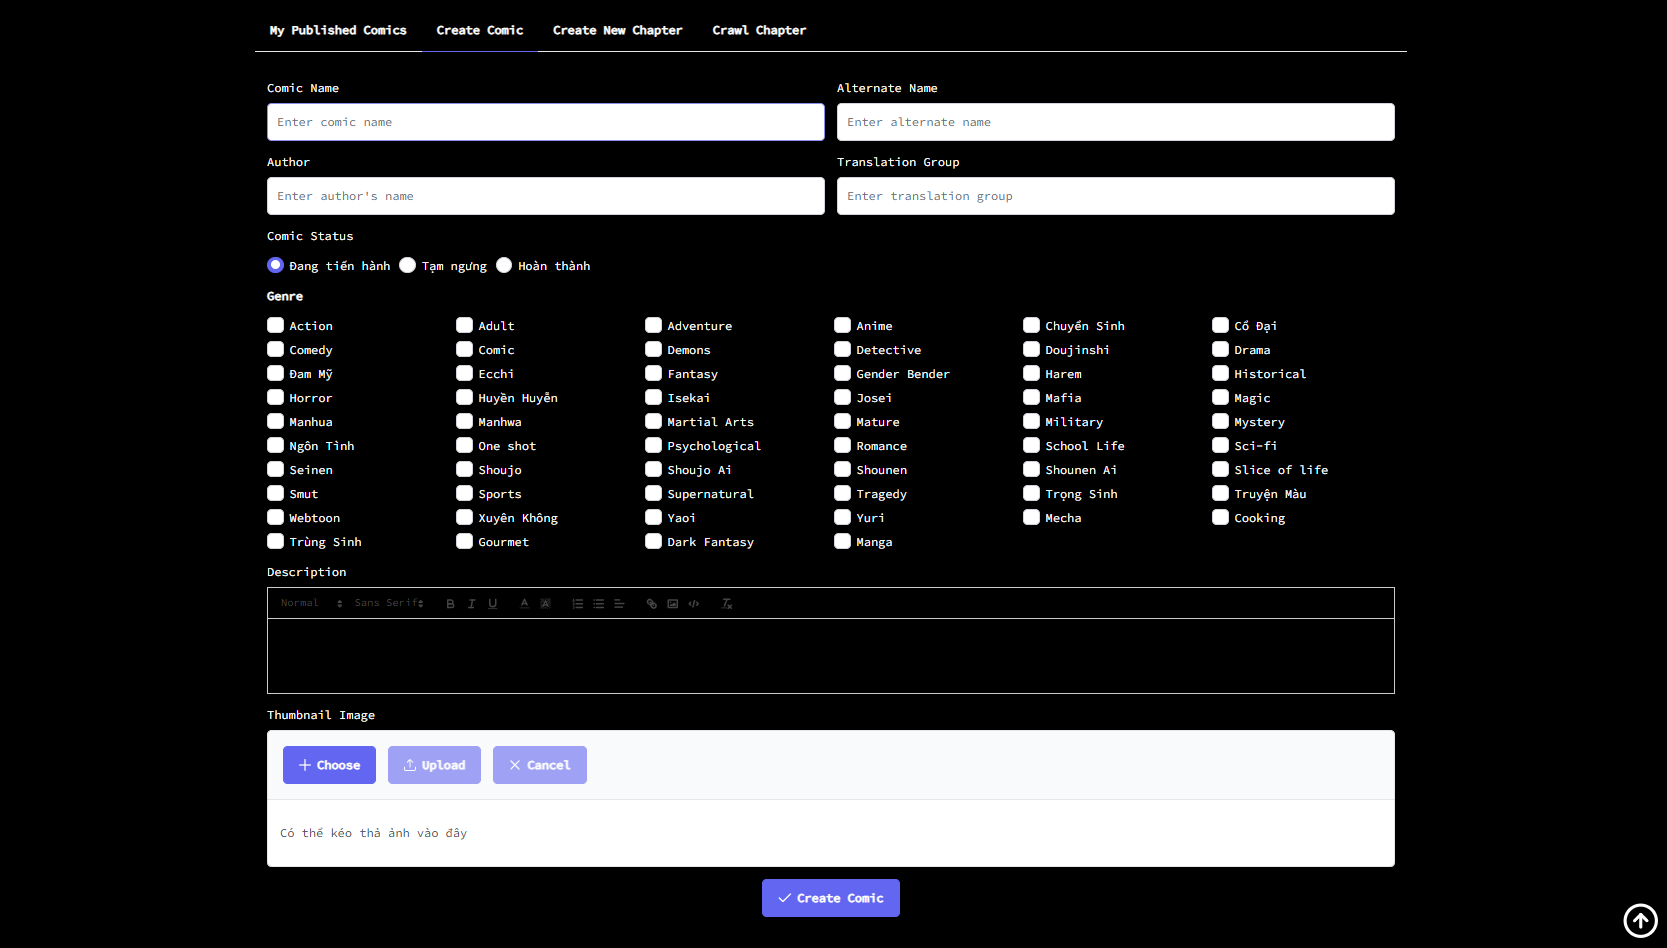 My Published Comics Create Comic Create New Chapter Crawl Chapter
Comic Name Alternate Name
Enter comic name Enter alternate name
Author Translation Group
Enter author's name Enter translation group
Comic Status
Đang tiến hành Tạm ngưng Hoàn thành
Genre
Action Adult Adventure Anime Chuyển Sinh Cổ Đại
Comedy Comic Demons Detective Doujinshi Drama
Đam Mỹ Ecchi Fantasy Gender Bender Harem Historical
Horror Huyền Huyễn Isekai Josei Mafia Magic
Manhua Manhwa Martial Arts Mature Military Mystery
Ngôn Tình One shot Psychological Romance School Life Sci-fi
Seinen Shoujo Shoujo Ai Shounen Shounen Ai Slice of life
Smut Sports Supernatural Tragedy Trọng Sinh Truyện Màu
Webtoon Xuyên Không Yaoi Yuri Mecha Cooking
Trùng Sinh Gourmet Dark Fantasy Manga
Description
Normal Sans Serif
Thumbnail Image
Choose Upload Cancel
Có thể kéo thả ảnh vào đây
Create Comic